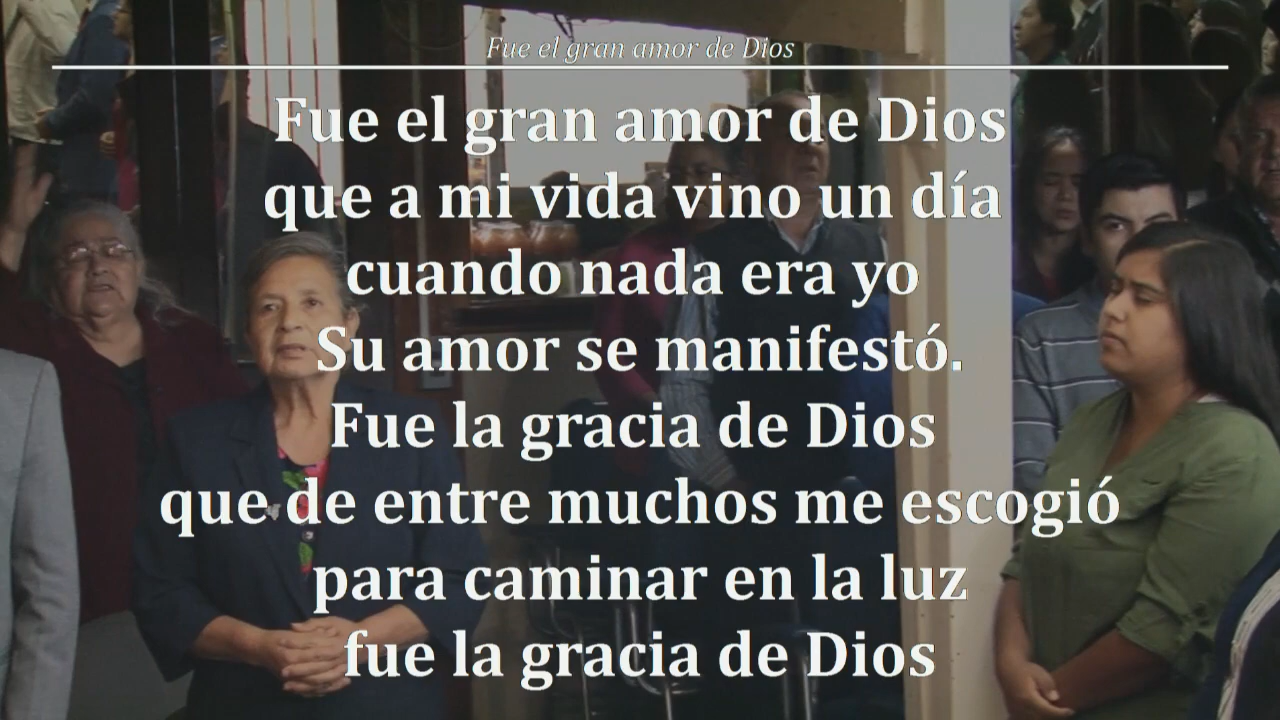 Fue el gran amor de Dios
Fue el gran amor de Dios
que a mi vida vino un día
cuando nada era yo
Su amor se manifestó.
Fue la gracia de Dios
que de entre muchos me escogió
para caminar en la luz
fue la gracia de Dios